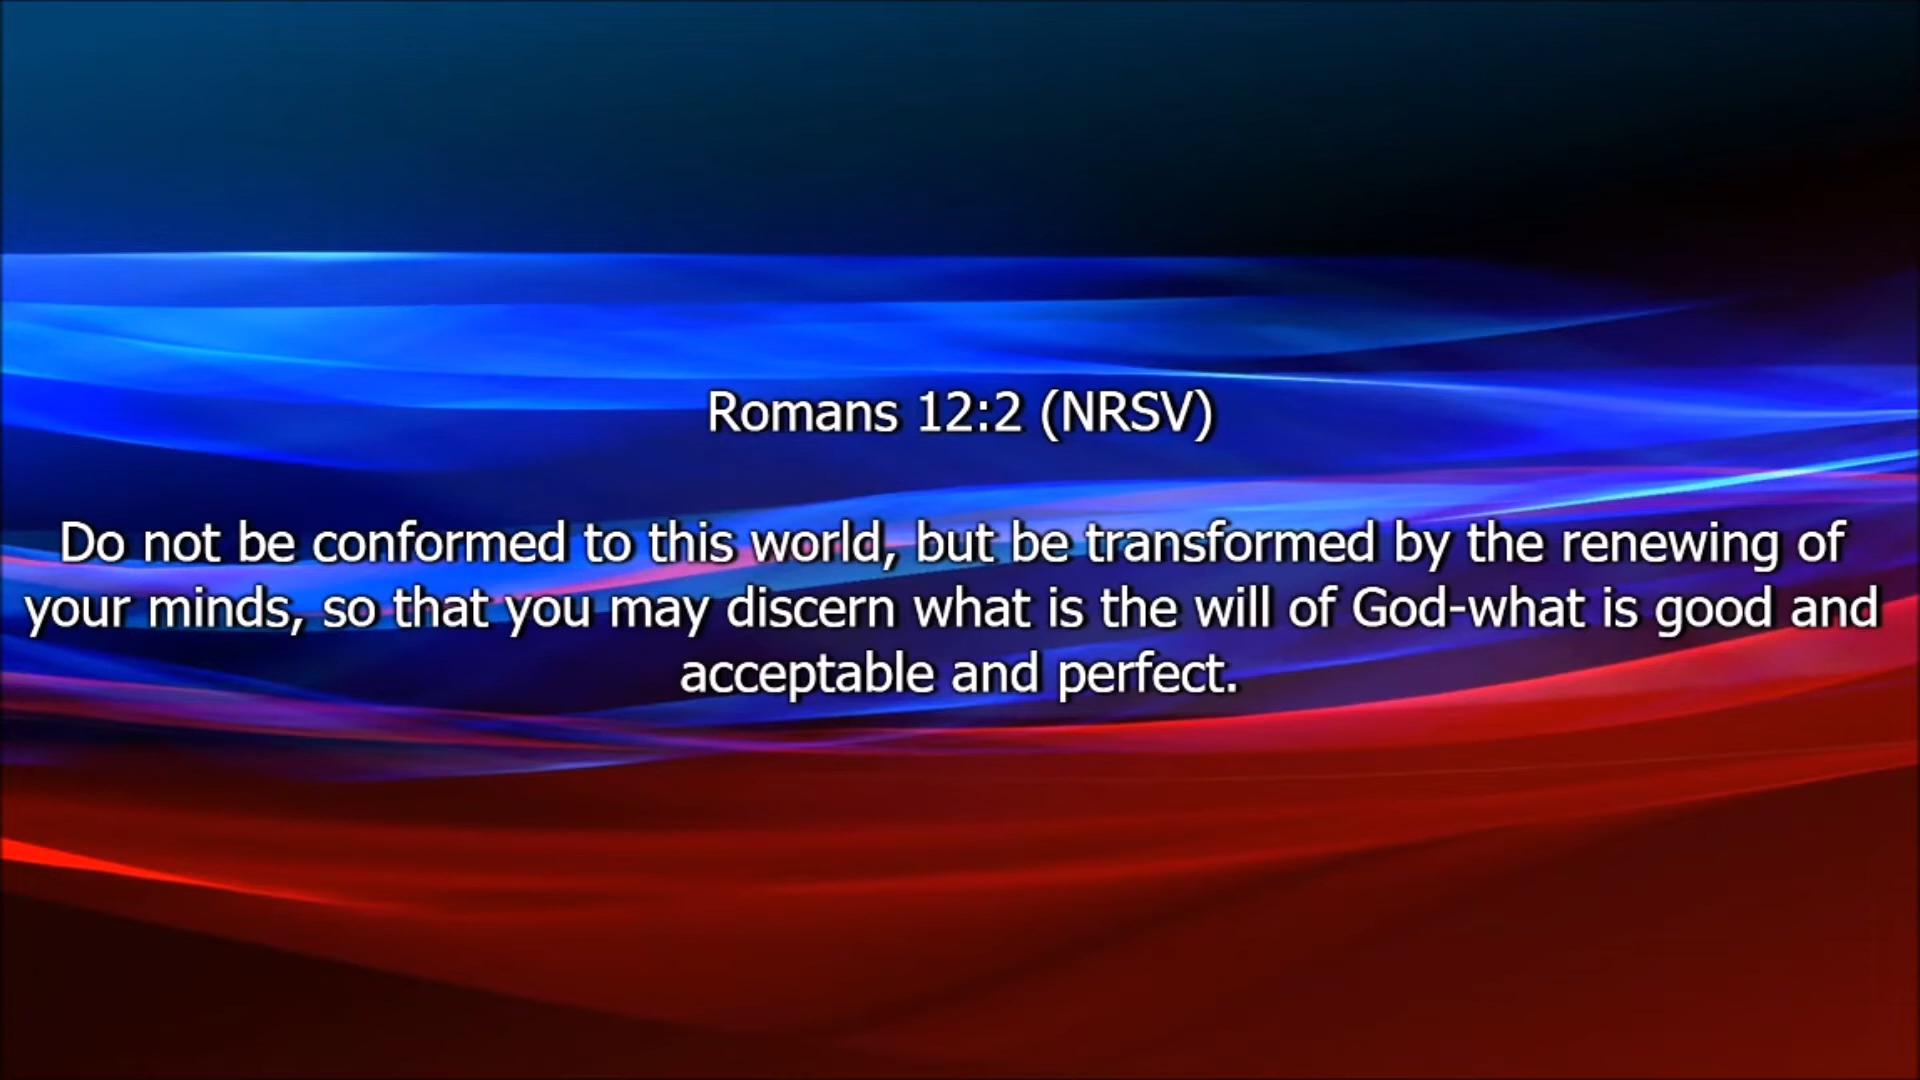 Romans 12:2 (NRSV)
Do not be conformed to this world, but be transformed by the renewing of
your minds, so that you may discern what is the will of God-what is good and
acceptable and perfect.